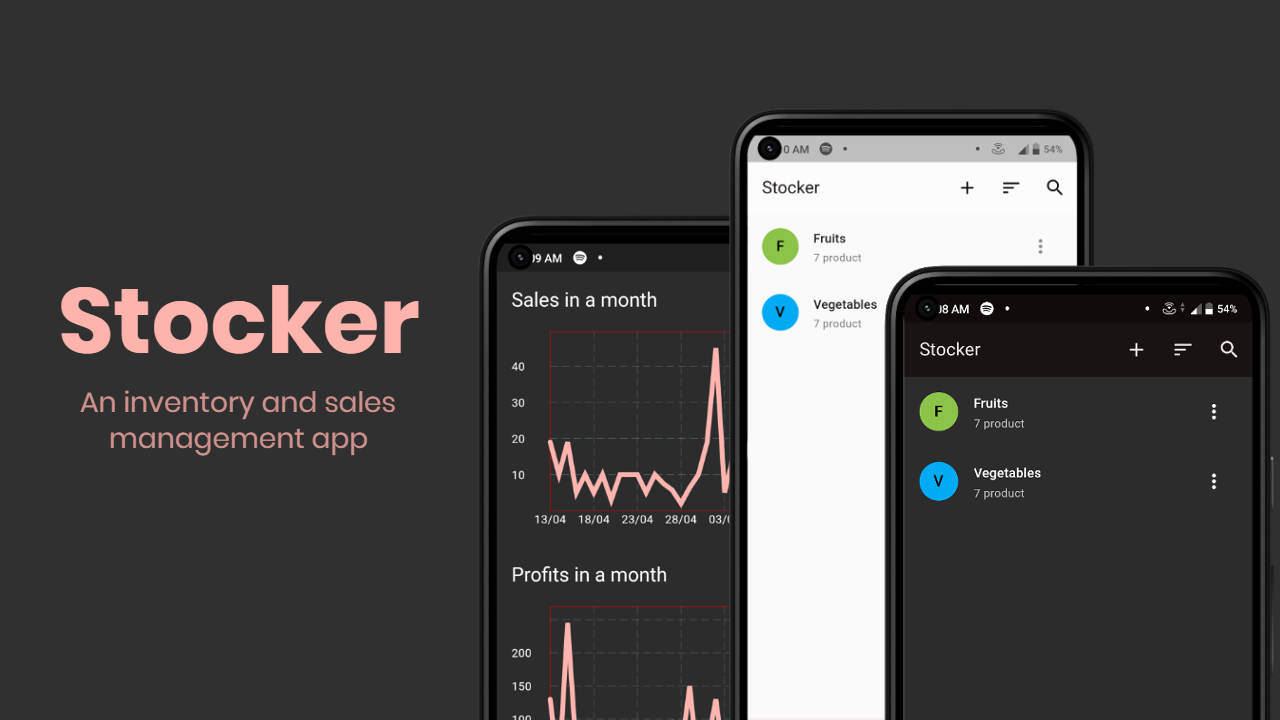 Stocker
An inventory and sales
management app
09 AM
Sales in a month
40
30
20
10
13/04 18/04 23/04 28/04
Profits in a month
200
150
100
0 AM
54%
Stocker
F
Fruits
7 product
V
Vegetables
7 product
08 AM
54%
Stocker
F
Fruits
7 product
V
Vegetables
7 product